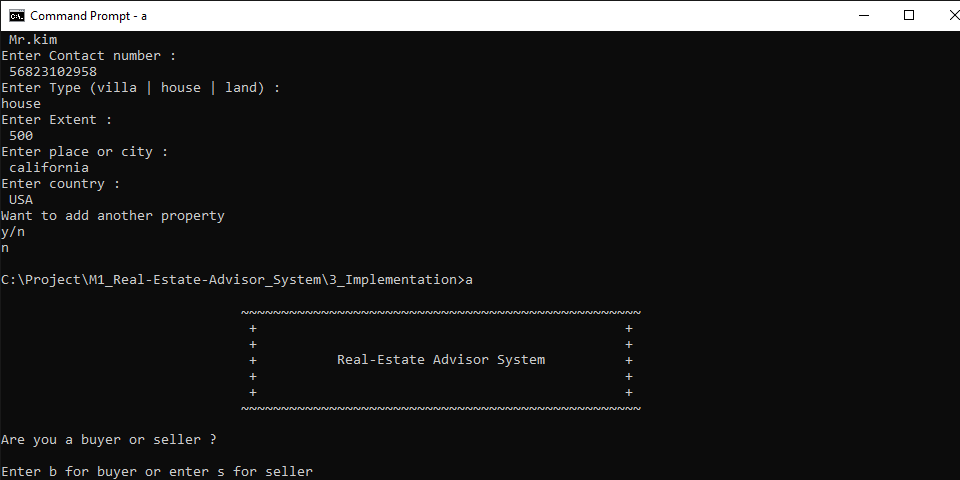 Command Prompt - a
Mr.kim
Enter Contact number :
56823102958
Enter Type (villa | house | land) :
house
Enter Extent :
500
Enter place or city :
california
Enter country :
USA
Want to add another property
y/n
n
C:\Project\M1_Real-Estate-Advisor_System\3_Implementation>a
~~~~~~~~~~~~~~~~~~~~~~~~~~~~~~~~~~~~~~~~~~~~~~~~~~
+ +
+ +
+ Real-Estate Advisor System +
+ +
+ +
~~~~~~~~~~~~~~~~~~~~~~~~~~~~~~~~~~~~~~~~~~~~~~~~~~
Are you a buyer or seller ?
Enter b for buyer or enter s for seller